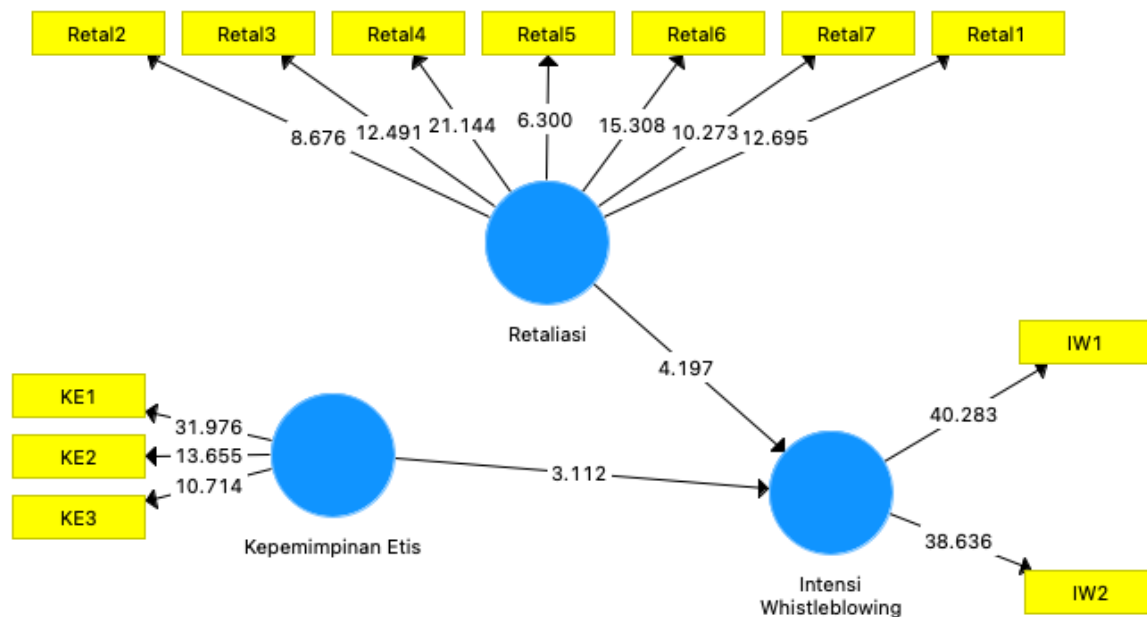 Retal2
Retal3
Retal4
Retal5
Retal6
Retal7
Retal1
8.676
12.491
21.144
6.300
15.308
10.273
12.695
Retaliasi
4.197
IW1
KE1
KE2
KE3
31.976
13.655
10.714
Kepemimpinan Etis
3.112
40.283
38.636
Intensi
Whistleblowing
IW2